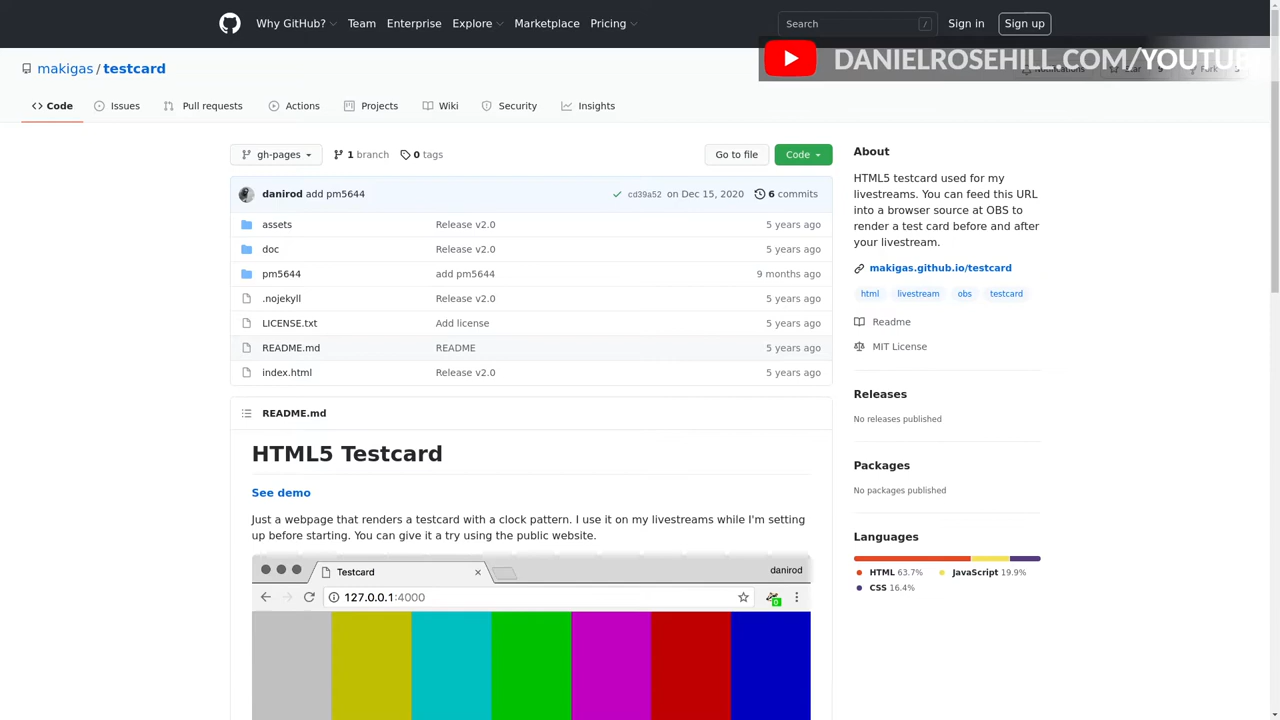 Why GitHub? Team Enterprise Explore Marketplace Pricing Search / Sign in Sign up
DANIELROSEHILL.COM/YOUTUBE
makigas / testcard Notifications Star Fork
Code Issues Pull requests Actions Projects Wiki Security Insights
gh-pages 1 branch 0 tags Go to file Code
danirod add pm5644 cd39a52 on Dec 15, 2020 6 commits
assets Release v2.0 5 years ago
doc Release v2.0 5 years ago
pm5644 add pm5644 9 months ago
.nojekyll Release v2.0 5 years ago
LICENSE.txt Add license 5 years ago
README.md README 5 years ago
index.html Release v2.0 5 years ago
README.md
HTML5 Testcard
See demo
Just a webpage that renders a testcard with a clock pattern. I use it on my livestreams while I'm setting
up before starting. You can give it a try using the public website.
Testcard × danirod
127.0.0.1:4000 0
About
HTML5 testcard used for my
livestreams. You can feed this URL
into a browser source at OBS to
render a test card before and after
your livestream.
makigas.github.io/testcard
html livestream obs testcard
Readme
MIT License
Releases
No releases published
Packages
No packages published
Languages
HTML 63.7% JavaScript 19.9%
CSS 16.4%